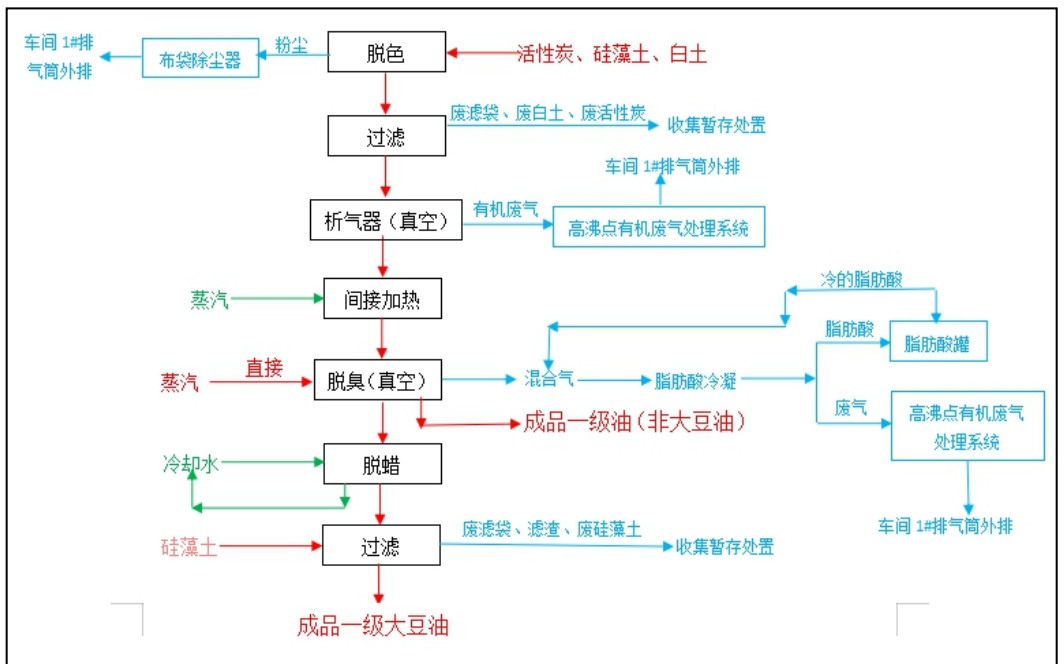 车间 1#排
气筒外排
布袋除尘器
粉尘
脱色
活性炭、硅藻土、白土
过滤
废滤袋、废白土、废活性炭
收集暂存处置
车间 1#排气筒外排
析气器（真空）
有机废气
高沸点有机废气处理系统
蒸汽
间接加热
冷的脂肪酸
脂肪酸
脂肪酸罐
蒸汽
直接
脱臭（真空）
混合气
脂肪酸冷凝
废气
高沸点有机废气
处理系统
成品一级油（非大豆油）
冷却水
脱蜡
车间 1#排气筒外排
硅藻土
过滤
废滤袋、滤渣、废硅藻土
收集暂存处置
成品一级大豆油